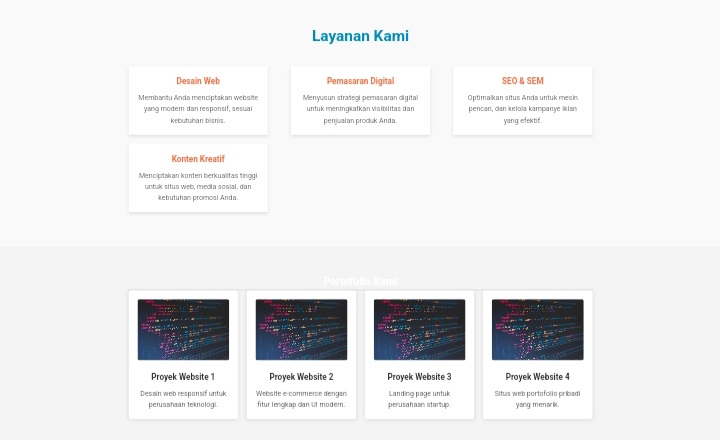 Layanan Kami
Desain Web
Membantu Anda menciptakan website
yang modern dan responsif, sesuai
kebutuhan bisnis.
Pemasaran Digital
Menyusun strategi pemasaran digital
untuk meningkatkan visibilitas dan
penjualan produk Anda.
SEO & SEM
Optimalkan situs Anda untuk mesin
pencari, dan kelola kampanye iklan
yang efektif.
Konten Kreatif
Menciptakan konten berkualitas tinggi
untuk situs web, media sosial, dan
kebutuhan promosi Anda.
Portofolio Kami
Proyek Website 1
Desain web responsif untuk
perusahaan teknologi.
Proyek Website 2
Website e-commerce dengan
fitur lengkap dan UI modern.
Proyek Website 3
Landing page untuk
perusahaan startup.
Proyek Website 4
Situs web portofolio pribadi
yang menarik.